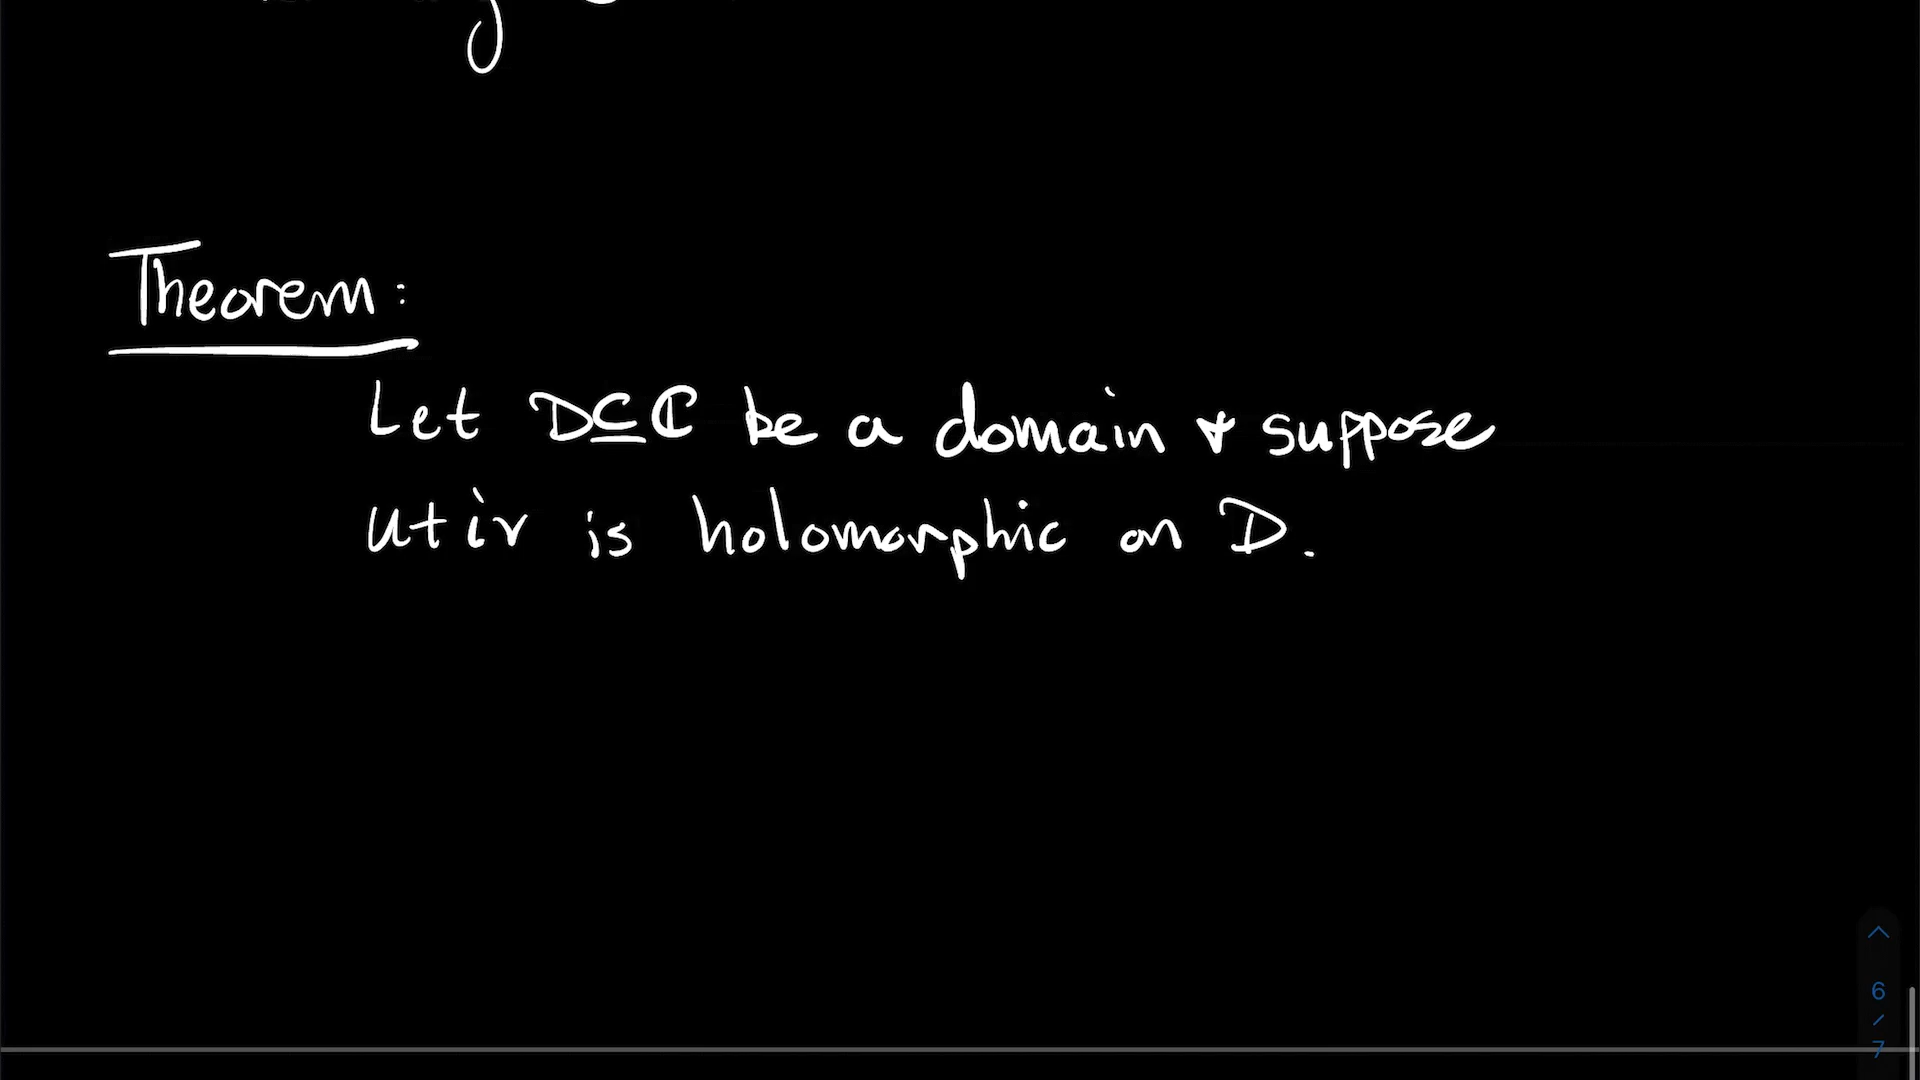 Theorem:
Let D⊆ℂ be a domain & suppose
u+iv is holomorphic on D.
6
/
7